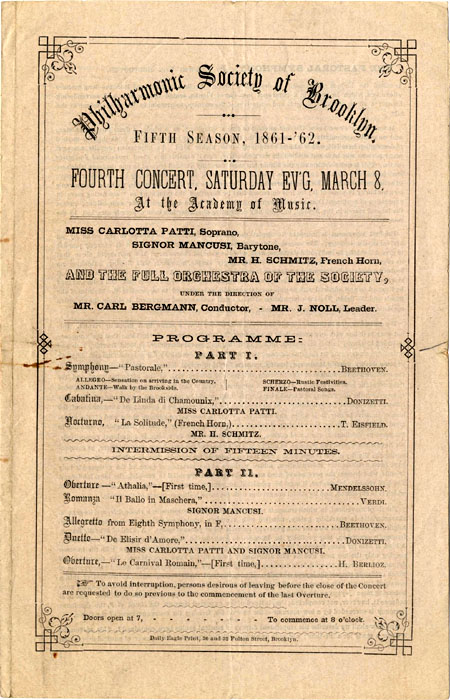 Philharmonic Society of Brooklyn.
FIFTH SEASON, 1861-'62.
FOURTH CONCERT, SATURDAY EV'G, MARCH 8,
At the Academy of Music.
MISS CARLOTTA PATTI, Soprano,
SIGNOR MANCUSI, Barytone,
MR. H. SCHMITZ, French Horn,
AND THE FULL ORCHESTRA OF THE SOCIETY,
UNDER THE DIRECTION OF
MR. CARL BERGMANN, Conductor, - MR. J. NOLL, Leader.
PROGRAMME:
PART I.
Symphony—"Pastorale,"........BEETHOVEN.
ALLEGRO—Sensation on arriving in the Country. SCHERZO—Rustic Festivities.
ANDANTE—Walk by the Brookside. FINALE—Pastoral Songs.
Cabatina,—"De Linda di Chamounix,"........DONIZETTI.
MISS CARLOTTA PATTI.
Nocturno, "La Solitude," (French Horn,)........T. EISFELD.
MR. H. SCHMITZ.
INTERMISSION OF FIFTEEN MINUTES.
PART II.
Overture—"Athalia,"—[First time,]........MENDELSSOHN.
Romanza "Il Ballo in Maschera,"........VERDI.
SIGNOR MANCUSI.
Allegretto from Eighth Symphony, in F,........BEETHOVEN.
Duetto—"De Elisir d'Amore,"........DONIZETTI.
MISS CARLOTTA PATTI AND SIGNOR MANCUSI.
Overture,—"Le Carnival Romain,"—[First time,]........H. BERLIOZ.
☞ To avoid interruption, persons desirous of leaving before the close of the Concert
are requested to do so previous to the commencement of the last Overture.
Doors open at 7, - - - - - - - To commence at 8 o'clock.
Daily Eagle Print, 30 and 32 Fulton Street, Brooklyn.